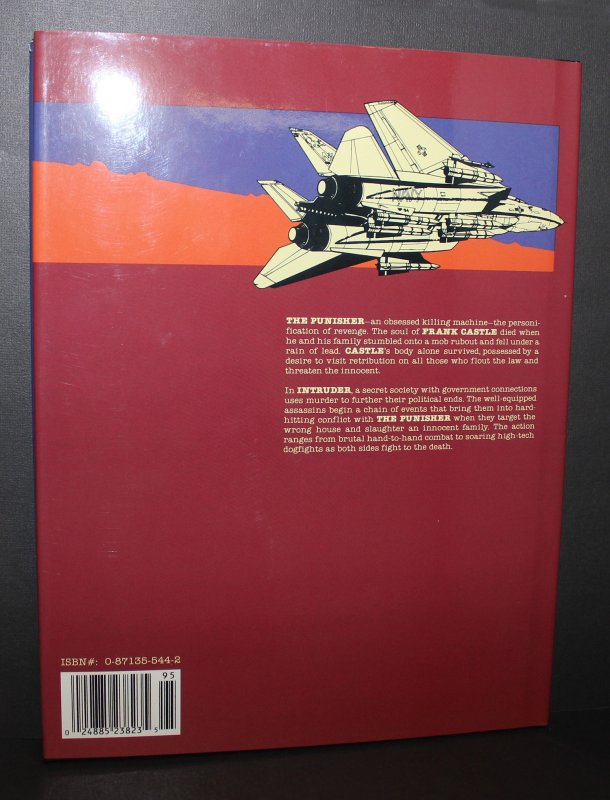 NAVY
THE PUNISHER—an obsessed killing machine—the personi-
fication of revenge. The soul of FRANK CASTLE died when
he and his family stumbled onto a mob rubout and fell under a
rain of lead. CASTLE's body alone survived, possessed by a
desire to visit retribution on all those who flout the law and
threaten the innocent.
In INTRUDER, a secret society with government connections
uses murder to further their political ends. The well-equipped
assassins begin a chain of events that bring them into hard-
hitting conflict with THE PUNISHER when they target the
wrong house and slaughter an innocent family. The action
ranges from brutal hand-to-hand combat to soaring high-tech
dogfights as both sides fight to the death.
ISBN#: 0-87135-544-2
95
0 24885 23823 5